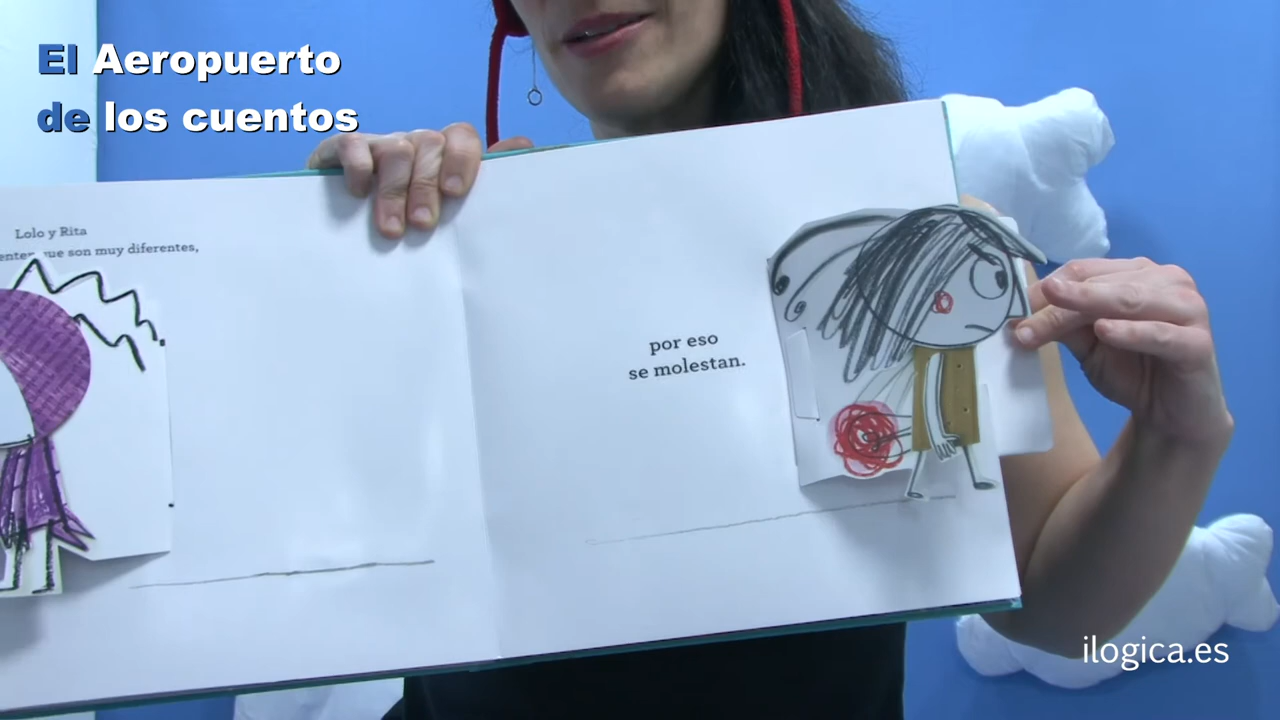 El Aeropuerto
de los cuentos
Lolo y Rita
que son muy diferentes,
por eso
se molestan.
ilogica.es